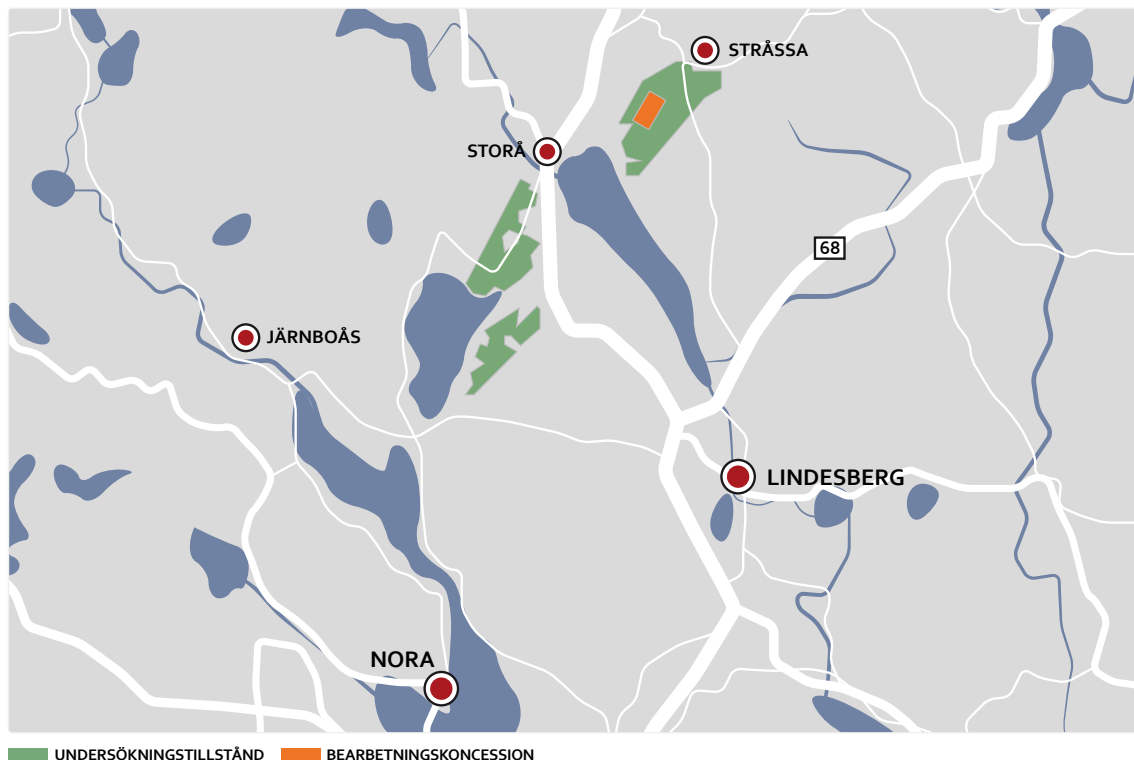 STRÅSSA
STORÅ
68
JÄRNBOÅS
LINDESBERG
NORA
UNDERSÖKNINGSTILLSTÅND
BEARBETNINGSKONCESSION